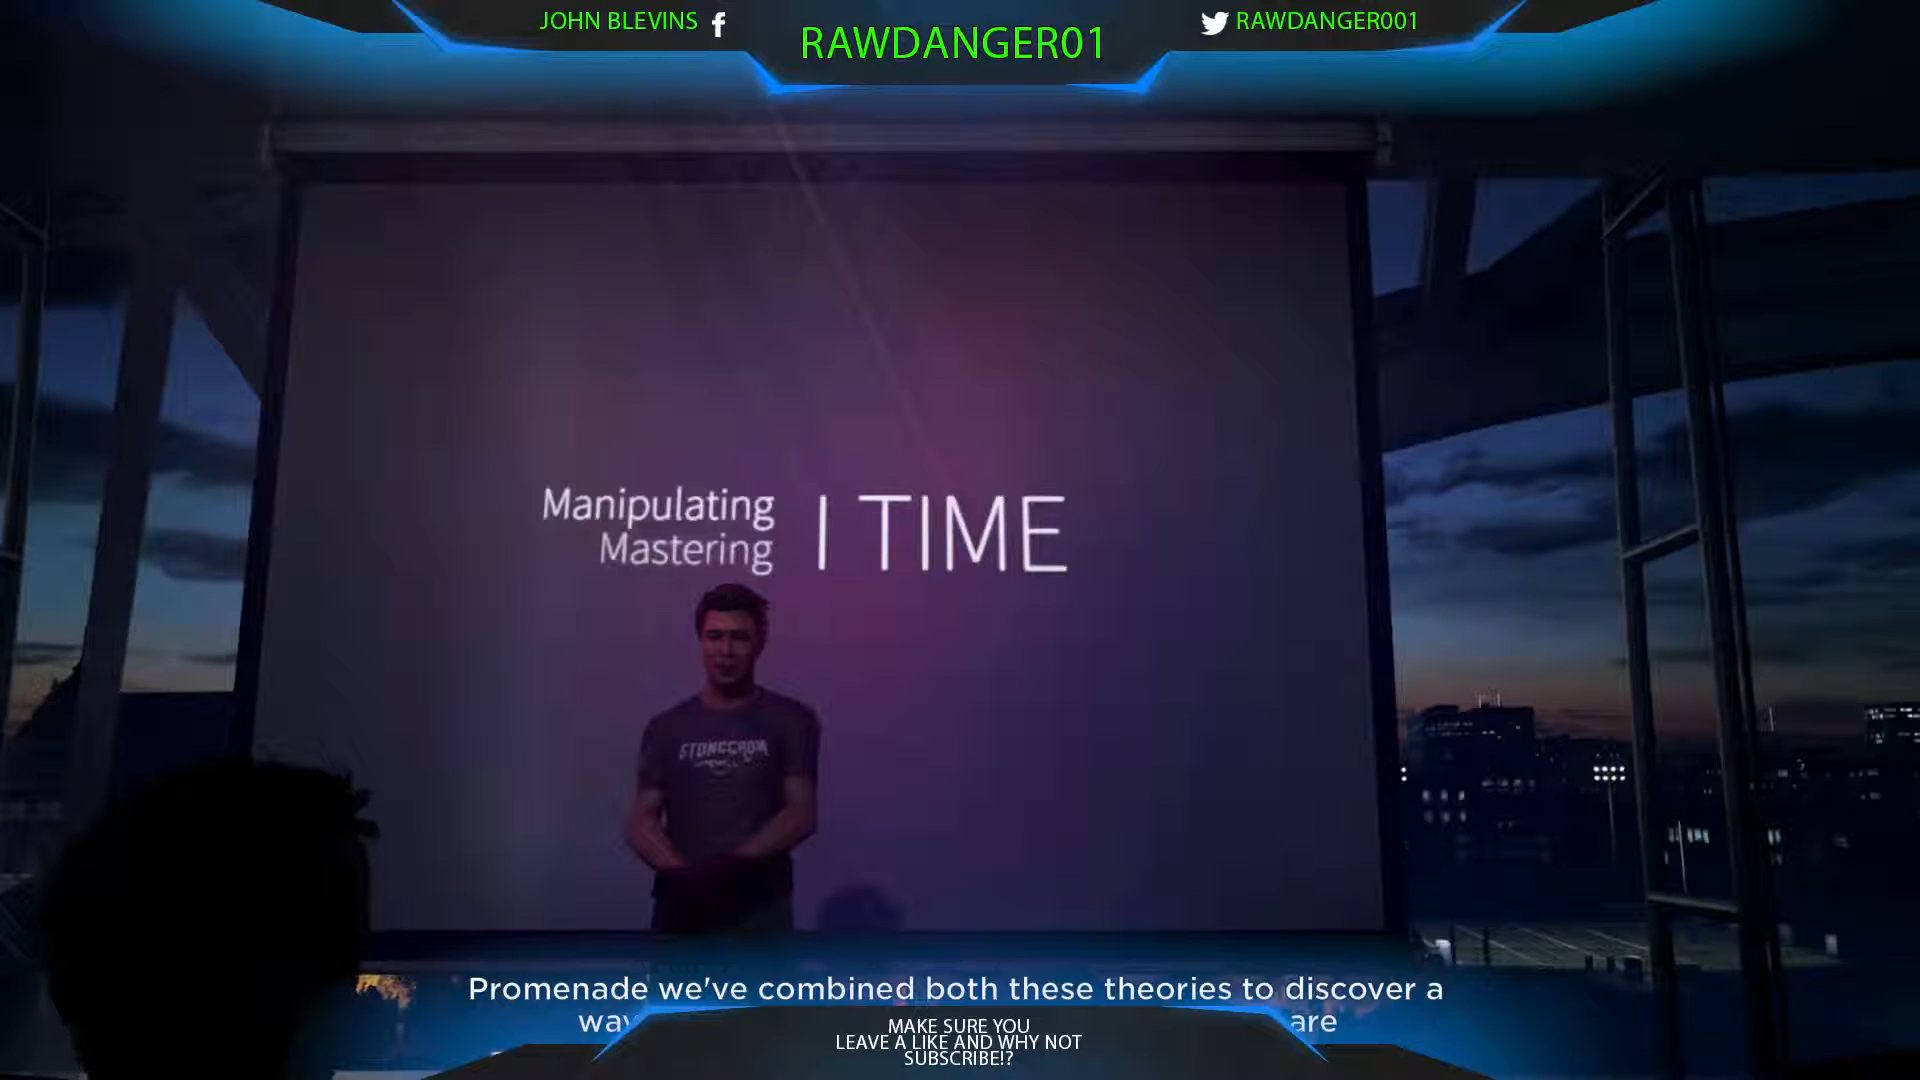 JOHN BLEVINS
RAWDANGER01
RAWDANGER001
Manipulating
Mastering
I TIME
Promenade we've combined both these theories to discover a
are
MAKE SURE YOU
LEAVE A LIKE AND WHY NOT
SUBSCRIBE!?